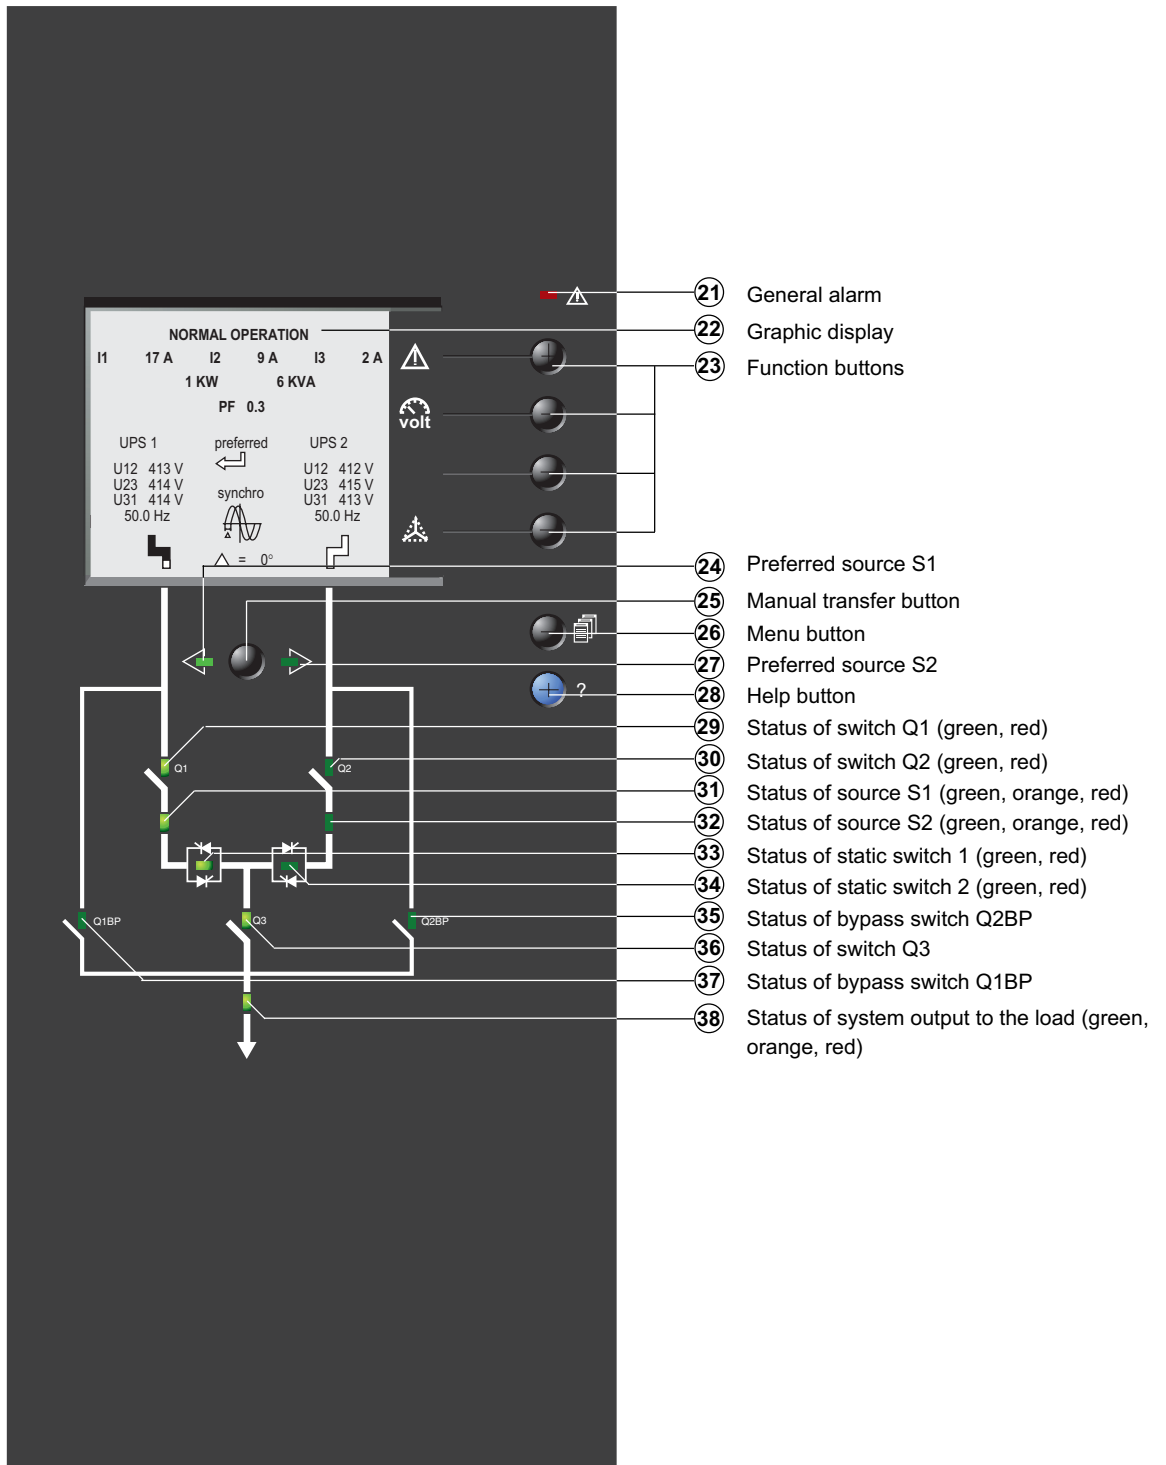 21 General alarm
NORMAL OPERATION
22 Graphic display
I1 17 A I2 9 A I3 2 A
23 Function buttons
1 KW 6 KVA
PF 0.3
volt
UPS 1 preferred UPS 2
U12 413 V U12 412 V
U23 414 V U23 415 V
synchro
U31 414 V U31 413 V
50.0 Hz 50.0 Hz
△ = 0°
24 Preferred source S1
25 Manual transfer button
26 Menu button
27 Preferred source S2
28 Help button
?
29 Status of switch Q1 (green, red)
Q1 Q2
30 Status of switch Q2 (green, red)
31 Status of source S1 (green, orange, red)
32 Status of source S2 (green, orange, red)
33 Status of static switch 1 (green, red)
34 Status of static switch 2 (green, red)
Q1BP Q3 Q2BP
35 Status of bypass switch Q2BP
36 Status of switch Q3
37 Status of bypass switch Q1BP
38 Status of system output to the load (green,
orange, red)